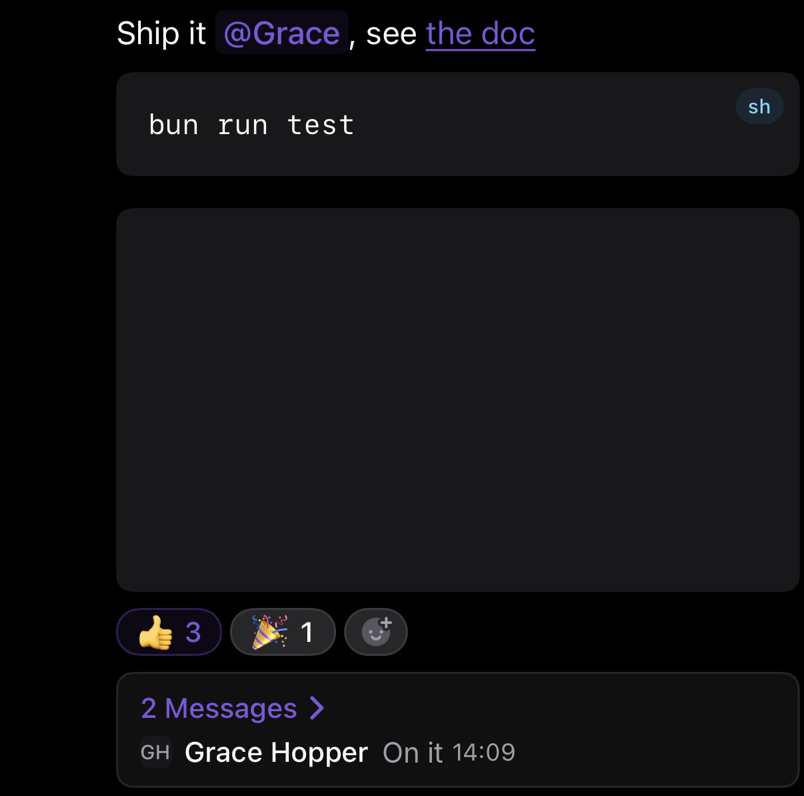 Ship it @Grace, see the doc
sh
bun run test
👍 3 🎉 1
2 Messages
GH Grace Hopper On it 14:09